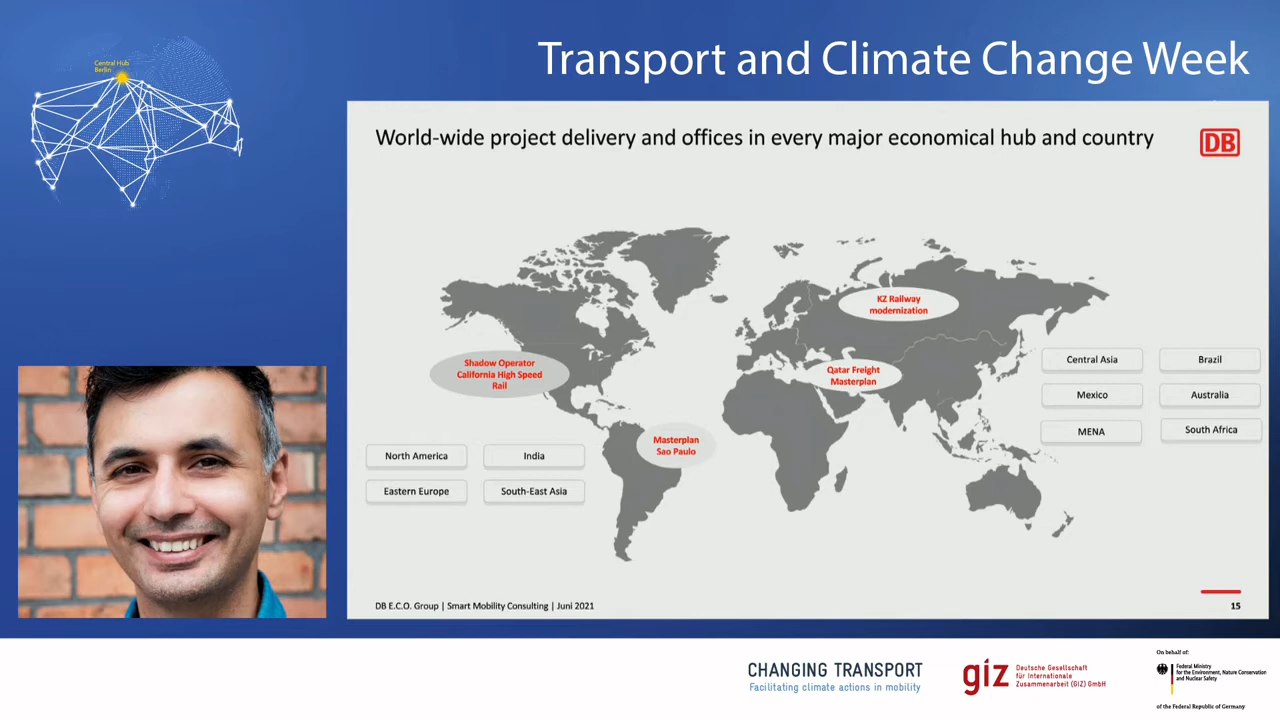 Central Hub
Berlin
Transport and Climate Change Week
World-wide project delivery and offices in every major economical hub and country
DB
KZ Railway
modernization
Shadow Operator
California High Speed
Rail
Qatar Freight
Masterplan
Masterplan
Sao Paulo
Central Asia
Brazil
Mexico
Australia
MENA
South Africa
North America
India
Eastern Europe
South-East Asia
DB E.C.O. Group | Smart Mobility Consulting | Juni 2021
15
CHANGING TRANSPORT
Facilitating climate actions in mobility
giz
Deutsche Gesellschaft
für Internationale
Zusammenarbeit (GIZ) GmbH
On behalf of:
Federal Ministry
for the Environment, Nature Conservation
and Nuclear Safety
of the Federal Republic of Germany